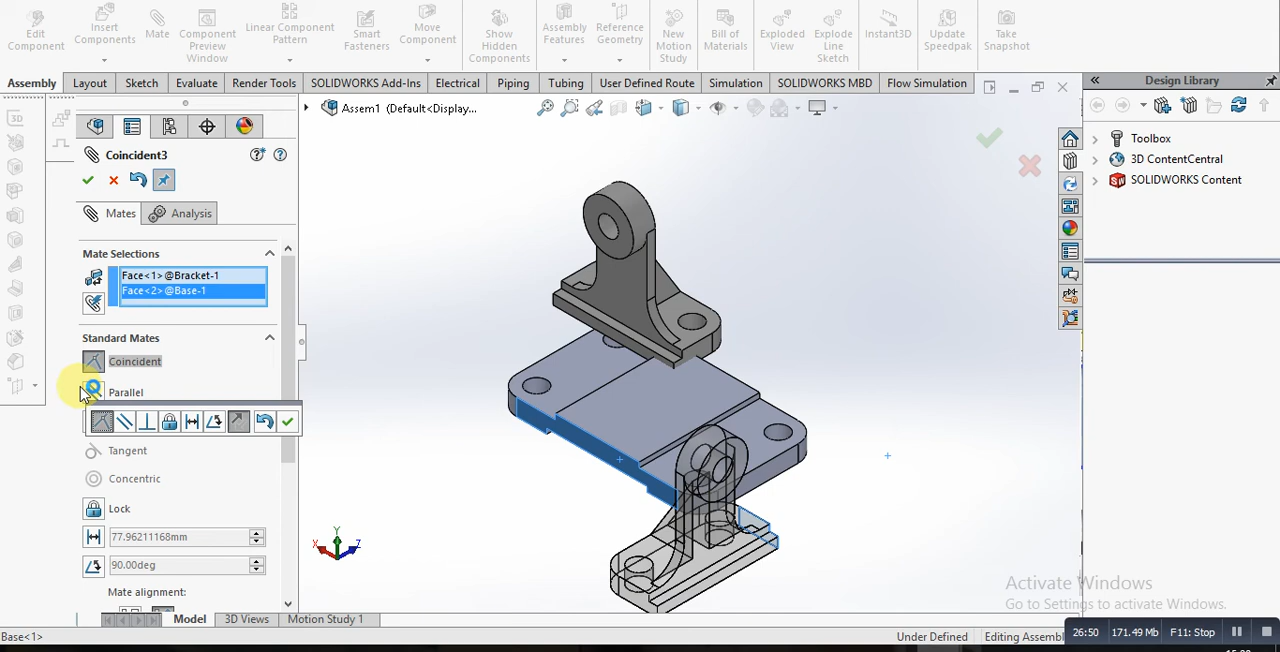 Edit Component
Insert Components
Mate
Component Preview Window
Linear Component Pattern
Smart Fasteners
Move Component
Show Hidden Components
Assembly Features
Reference Geometry
New Motion Study
Bill of Materials
Exploded View
Explode Line Sketch
Instant3D
Update Speedpak
Take Snapshot
Assembly
Layout
Sketch
Evaluate
Render Tools
SOLIDWORKS Add-Ins
Electrical
Piping
Tubing
User Defined Route
Simulation
SOLIDWORKS MBD
Flow Simulation
Design Library
Assem1 (Default<Display...
Toolbox
3D ContentCentral
SOLIDWORKS Content
Coincident3
Mates
Analysis
Mate Selections
Face<1>@Bracket-1
Face<2>@Base-1
Standard Mates
Coincident
Parallel
Tangent
Concentric
Lock
77.96211168mm
90.00deg
Mate alignment:
Y
X
Z
Activate Windows
Go to Settings to activate Windows.
Model
3D Views
Motion Study 1
Base<1>
Under Defined
Editing Assembl
26:50
171.49 Mb
F11: Stop